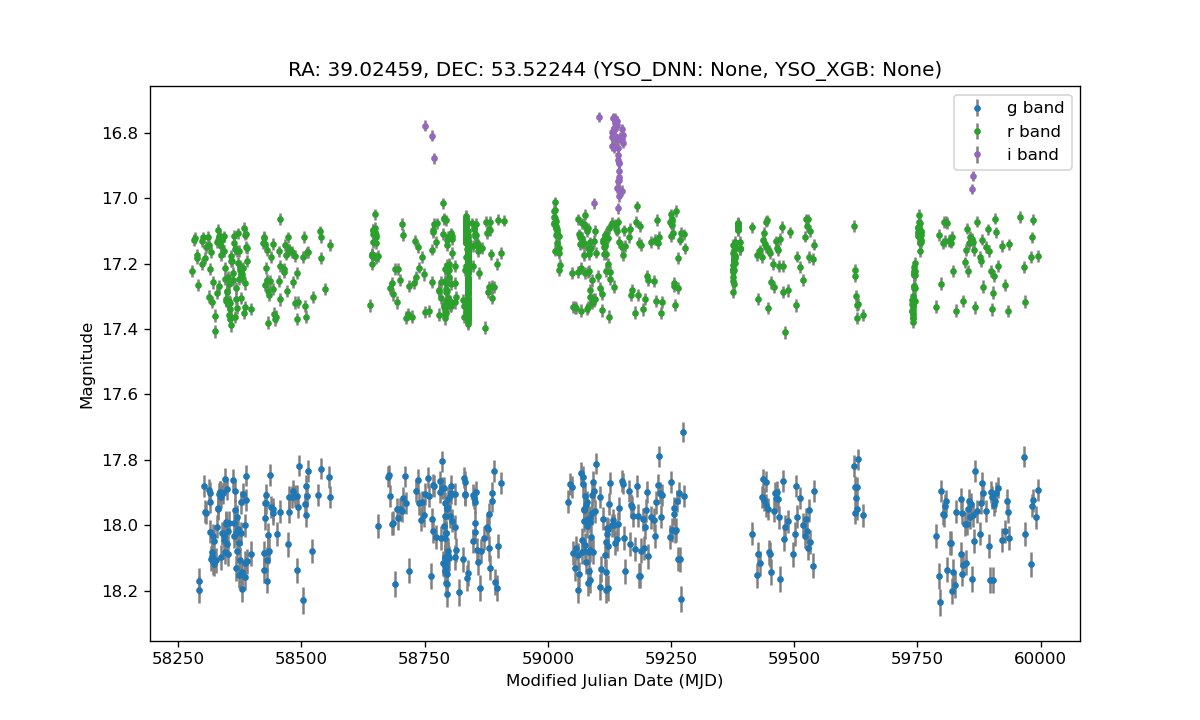 RA: 39.02459, DEC: 53.52244 (YSO_DNN: None, YSO_XGB: None)
g band
r band
i band
16.8
17.0
17.2
17.4
17.6
17.8
18.0
18.2
Magnitude
58250 58500 58750 59000 59250 59500 59750 60000
Modified Julian Date (MJD)